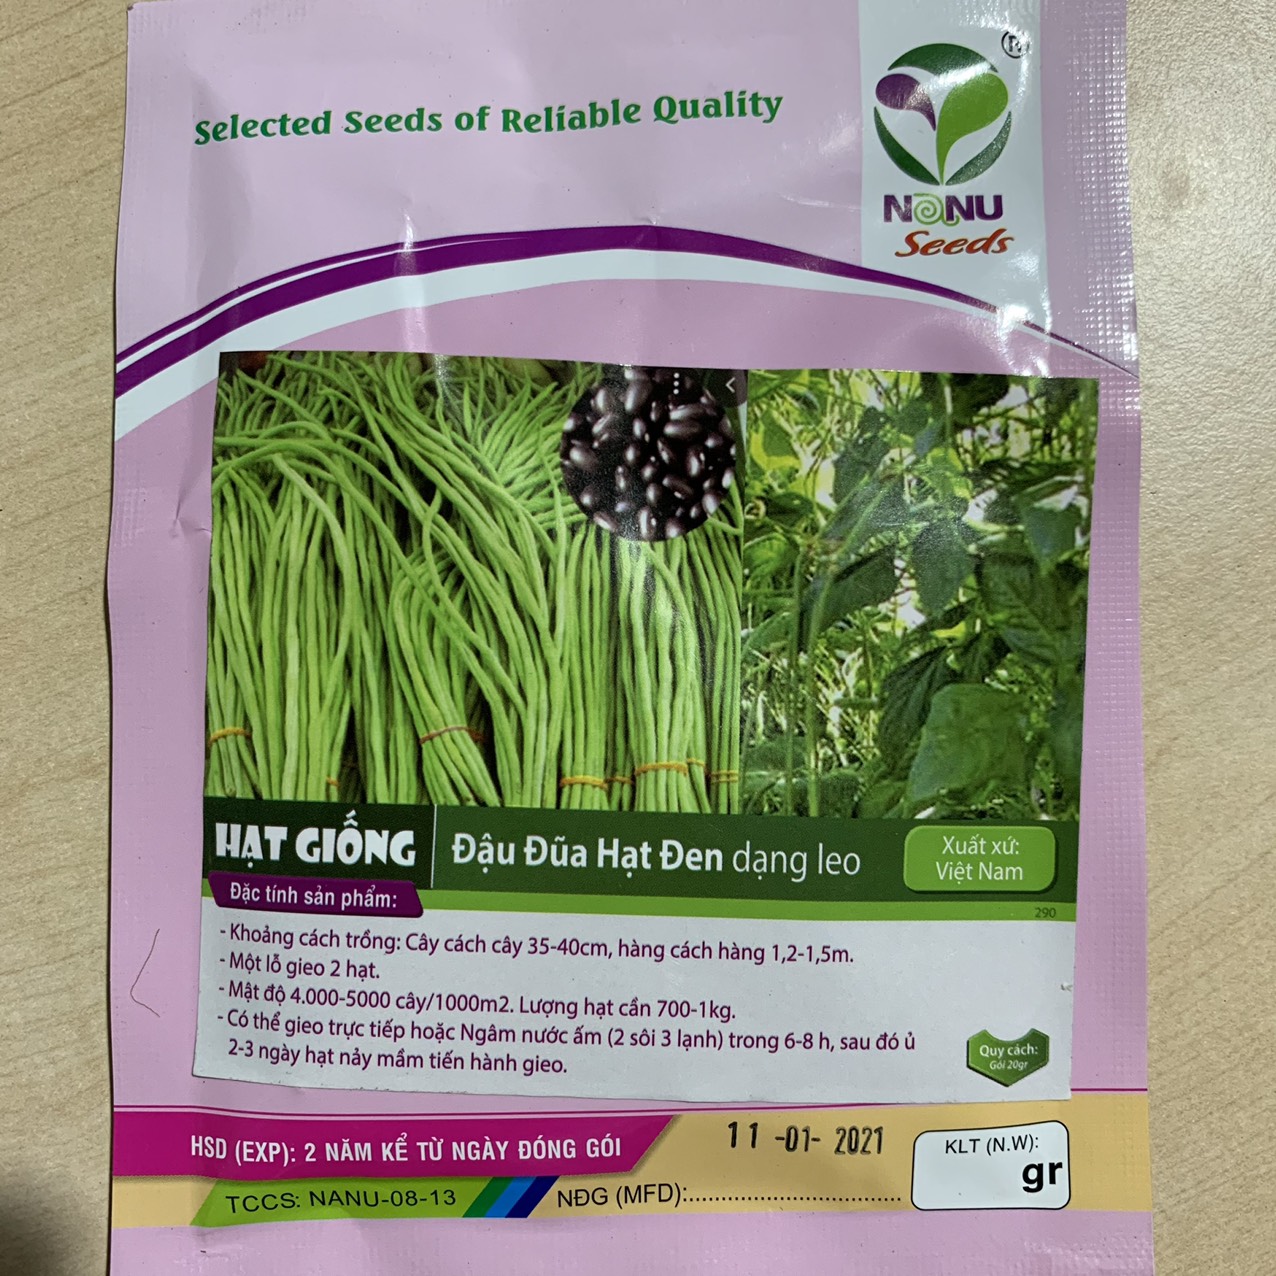 Selected Seeds of Reliable Quality
NANU
Seeds
HẠT GIỐNG
Đậu Đũa Hạt Đen dạng leo
Xuất xứ:
Việt Nam
290
Đặc tính sản phẩm:
- Khoảng cách trồng: Cây cách cây 35-40cm, hàng cách hàng 1,2-1,5m.
- Một lỗ gieo 2 hạt.
- Mật độ 4.000-5000 cây/1000m2. Lượng hạt cần 700-1kg.
- Có thể gieo trực tiếp hoặc Ngâm nước ấm (2 sôi 3 lạnh) trong 6-8 h, sau đó ủ
2-3 ngày hạt nảy mầm tiến hành gieo.
Quy cách:
Gói 20gr
HSD (EXP): 2 NĂM KỂ TỪ NGÀY ĐÓNG GÓI
11 -01- 2021
KLT (N.W):
gr
TCCS: NANU-08-13
NĐG (MFD):................................